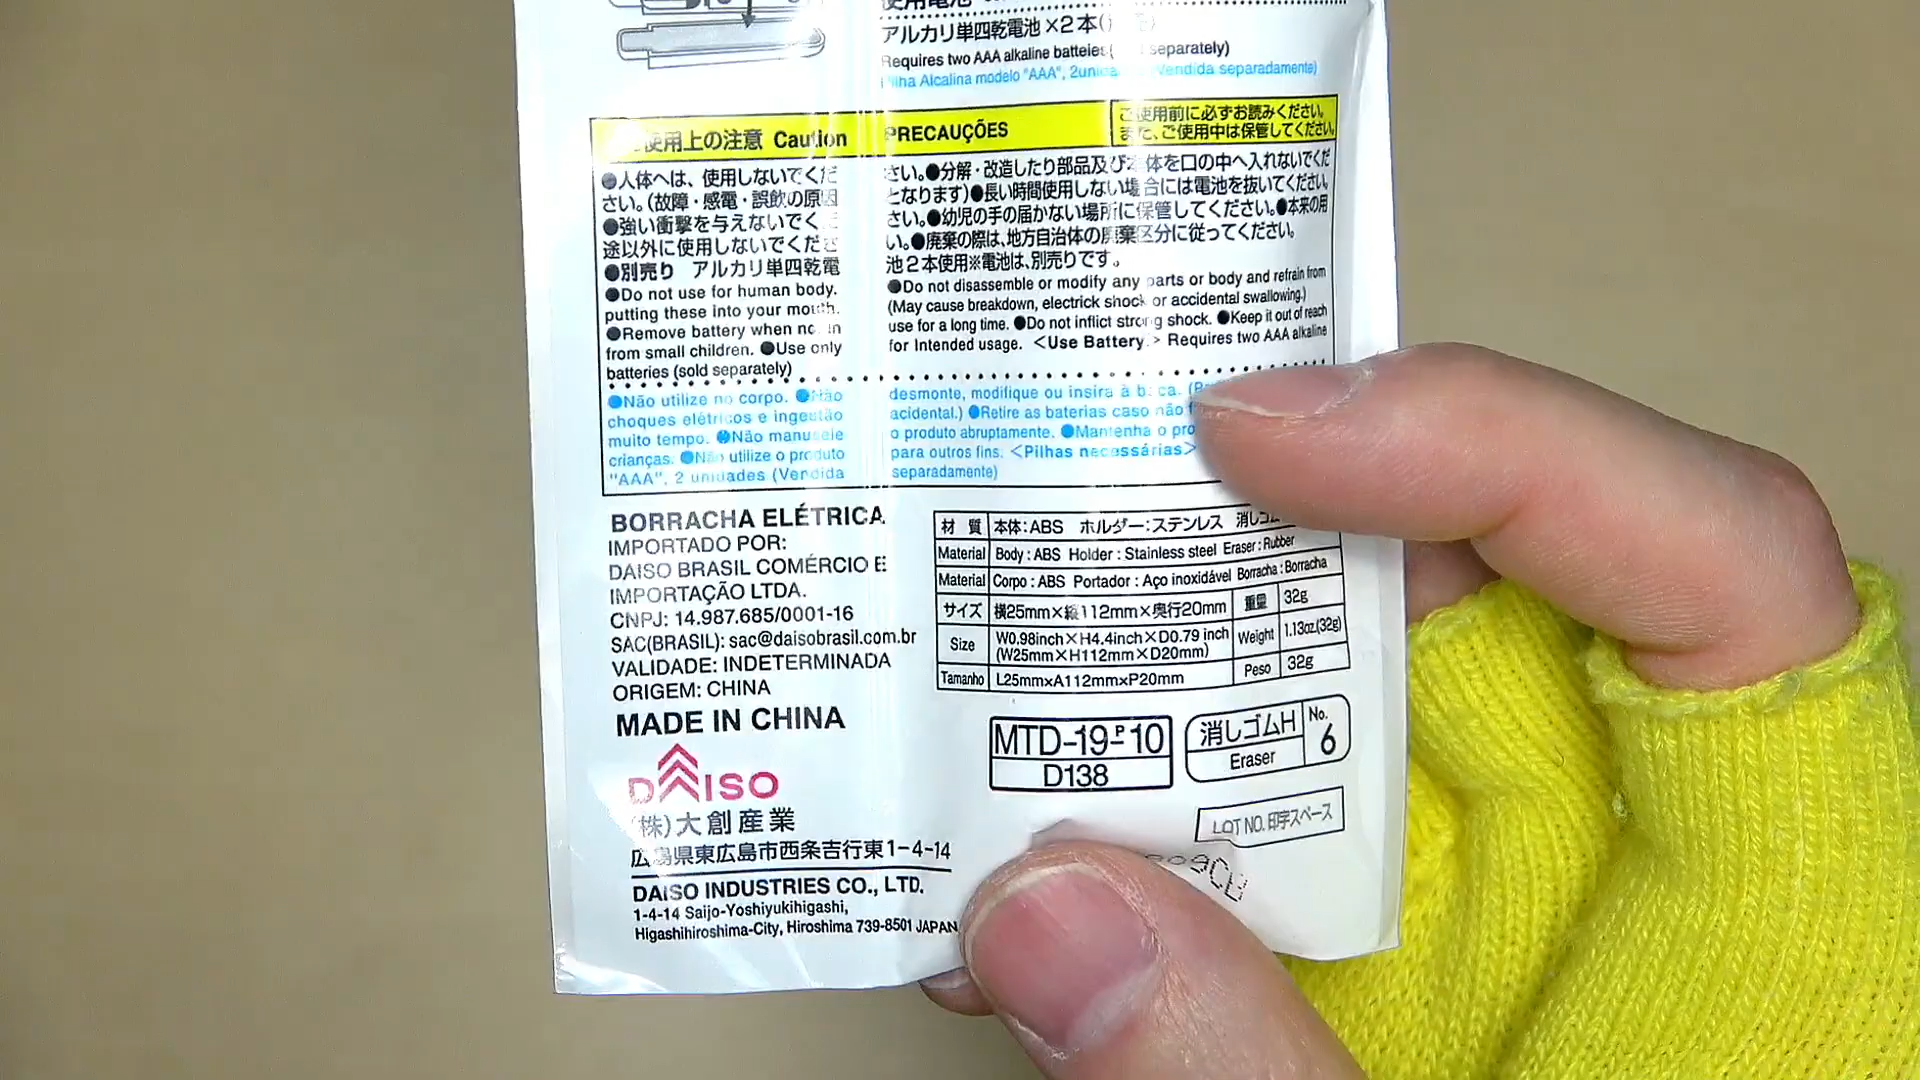 使用電池
アルカリ単四乾電池×2本(
Requires two AAA alkaline batteies( separately)
Alcalina modelo "AAA", Vendida separadamente)
使用上の注意 Caution PRECAUÇÕES
ご使用前に必ずお読みください。
また、ご使用中は保管してください。
●人体へは、使用しないでくだ さい。●分解・改造したり部品及び本体を口の中へ入れないでくだ
さい。(故障・感電・誤飲の原因 となります)●長い時間使用しない場合には電池を抜いてください。
●強い衝撃を与えないでくだ さい。●幼児の手の届かない場所に保管してください。●本来の用
途以外に使用しないでくださ い。●廃棄の際は、地方自治体の廃棄区分に従ってください。
●別売り アルカリ単四乾電 池2本使用※電池は、別売りです。
●Do not use for human body. ●Do not disassemble or modify any parts or body and refrain from
putting these into your mouth. (May cause breakdown, electrick shock or accidental swallowing.)
●Remove battery when not in use for a long time. ●Do not inflict strong shock. ●Keep it out of reach
from small children. ●Use only for Intended usage. <Use Battery > Requires two AAA alkaline
batteries (sold separately)
●Não utilize no corpo. ●Não desmonte, modifique ou insira à boca.
choques elétricos e ingestão acidental.) ●Retire as baterias caso não
muito tempo. ●Não manuseie o produto abruptamente. ●Mantenha o
crianças. ●Não utilize o produto para outros fins. <Pilhas necessárias>
"AAA", 2 unidades (Vendida separadamente)
BORRACHA ELÉTRICA
IMPORTADO POR:
DAISO BRASIL COMÉRCIO E
IMPORTAÇÃO LTDA.
CNPJ: 14.987.685/0001-16
SAC(BRASIL): sac@daisobrasil.com.br
VALIDADE: INDETERMINADA
ORIGEM: CHINA
MADE IN CHINA
DAISO
(株)大創産業
広島県東広島市西条吉行東1-4-14
DAISO INDUSTRIES CO., LTD.
1-4-14 Saijo-Yoshiyukihigashi,
Higashihiroshima-City, Hiroshima 739-8501 JAPAN
材質 本体:ABS ホルダー:ステンレス 消しゴム
Material Body : ABS Holder : Stainless steel Eraser : Rubber
Material Corpo : ABS Portador : Aço inoxidável Borracha : Borracha
サイズ 横25mm×縦112mm×奥行20mm 重量 32g
Size W0.98inch×H4.4inch×D0.79 inch Weight 1.13oz.(32g)
(W25mm×H112mm×D20mm)
Tamanho L25mmxA112mmxP20mm Peso 32g
MTD-19-P10
D138
消しゴムH No.
Eraser 6
LOT NO. 印字スペース